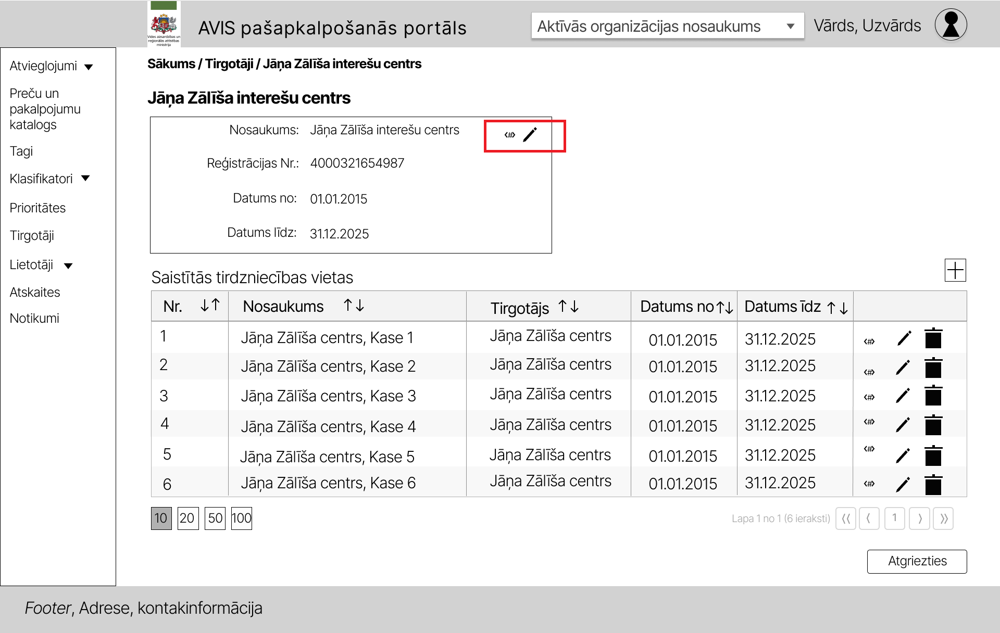 Vides aizsardzības un
reģionālās attīstības
ministrija
AVIS pašapkalpošanās portāls
Aktīvās organizācijas nosaukums
Vārds, Uzvārds
Atvieglojumi
Preču un
pakalpojumu
katalogs
Tagi
Klasifikatori
Prioritātes
Tirgotāji
Lietotāji
Atskaites
Notikumi
Sākums / Tirgotāji / Jāņa Zālīša interešu centrs
Jāņa Zālīša interešu centrs
Nosaukums: Jāņa Zālīša interešu centrs <#>
Reģistrācijas Nr.: 4000321654987
Datums no: 01.01.2015
Datums līdz: 31.12.2025
Saistītās tirdzniecības vietas
Nr. ↓↑ Nosaukums ↑↓ Tirgotājs ↑↓ Datums no ↑↓ Datums īdz ↑↓
1 Jāņa Zālīša centrs, Kase 1 Jāņa Zālīša centrs 01.01.2015 31.12.2025 <#>
2 Jāņa Zālīša centrs, Kase 2 Jāņa Zālīša centrs 01.01.2015 31.12.2025 <#>
3 Jāņa Zālīša centrs, Kase 3 Jāņa Zālīša centrs 01.01.2015 31.12.2025 <#>
4 Jāņa Zālīša centrs, Kase 4 Jāņa Zālīša centrs 01.01.2015 31.12.2025 <#>
5 Jāņa Zālīša centrs, Kase 5 Jāņa Zālīša centrs 01.01.2015 31.12.2025 <#>
6 Jāņa Zālīša centrs, Kase 6 Jāņa Zālīša centrs 01.01.2015 31.12.2025 <#>
10 20 50 100
Lapa 1 no 1 (6 ieraksti) ⟨⟨ ⟨ 1 ⟩ ⟩⟩
Atgriezties
Footer, Adrese, kontakinformācija